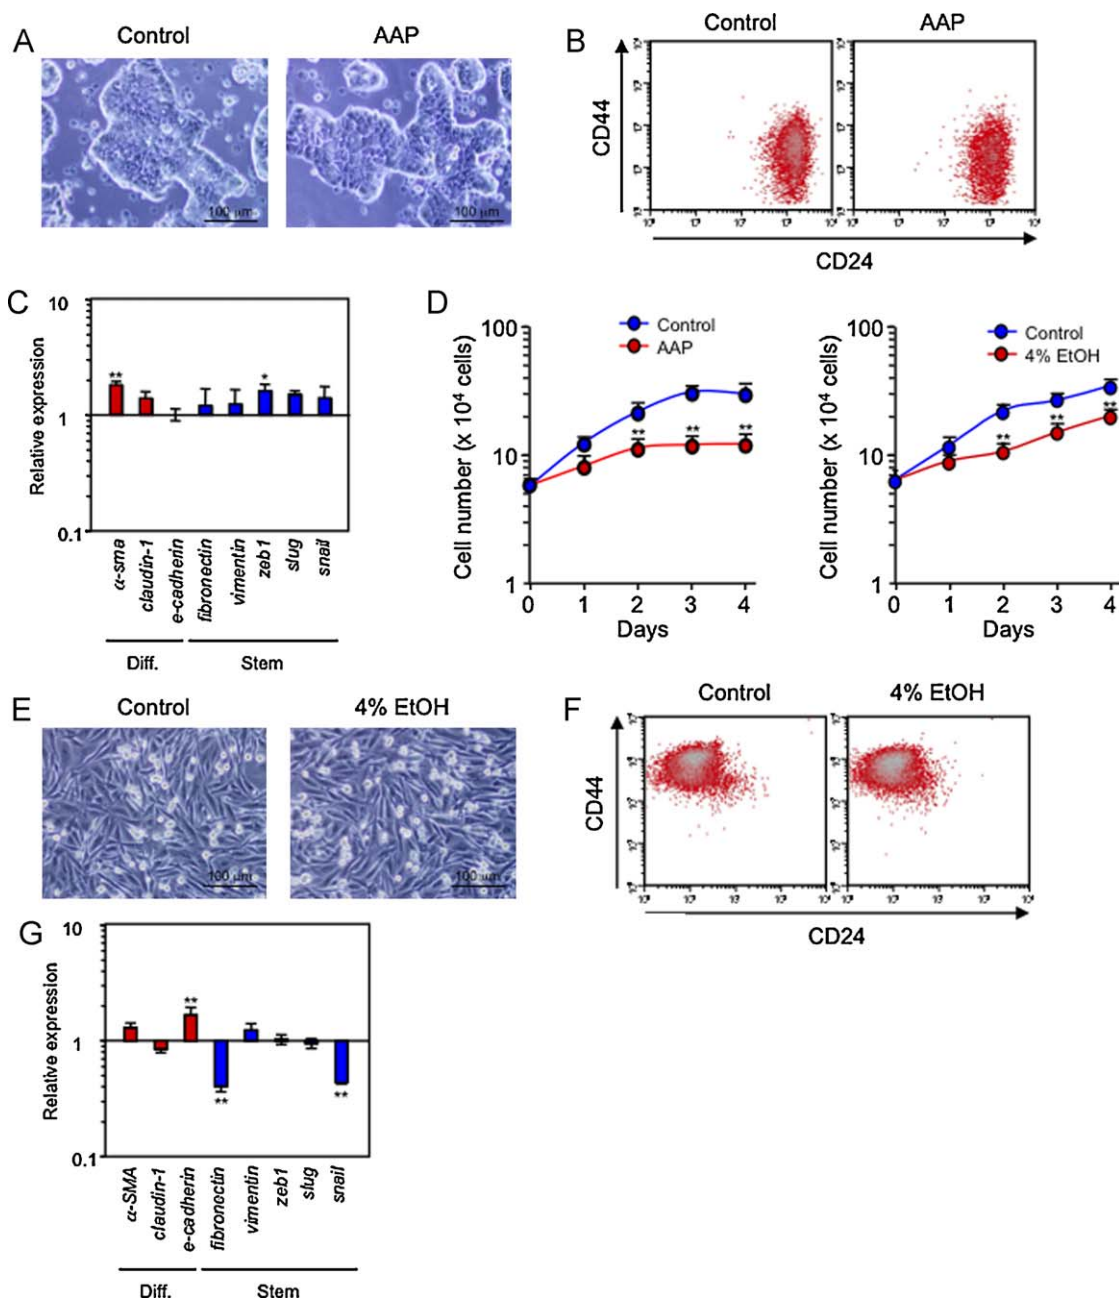 A
Control
AAP
100 μm
100 μm
B
Control
AAP
CD44
CD24
C
10
1
0.1
Relative expression
**
*
α-sma
claudin-1
e-cadherin
fibronectin
vimentin
zeb1
slug
snail
Diff.
Stem
D
100
10
1
Cell number (x 10⁴ cells)
Control
AAP
** ** **
0 1 2 3 4
Days
100
10
1
Cell number (x 10⁴ cells)
Control
4% EtOH
** ** **
0 1 2 3 4
Days
E
Control
4% EtOH
100 μm
100 μm
F
Control
4% EtOH
CD44
CD24
G
10
1
0.1
Relative expression
**
**
**
α-SMA
claudin-1
e-cadherin
fibronectin
vimentin
zeb1
slug
snail
Diff.
Stem